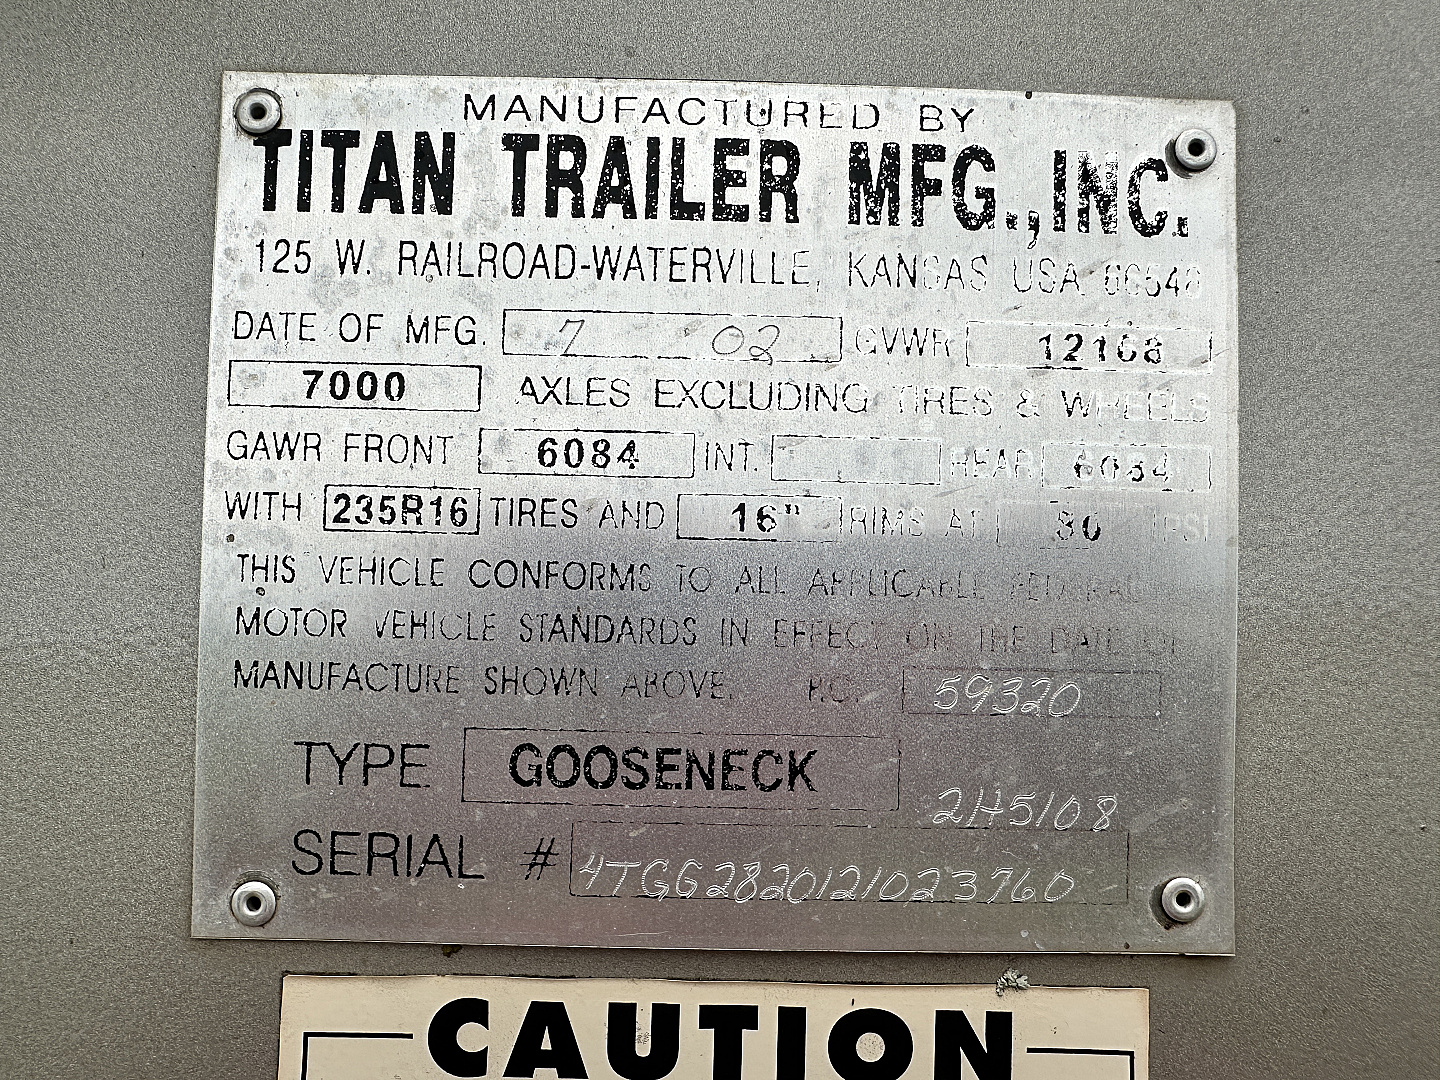 MANUFACTURED BY
TITAN TRAILER MFG., INC.
125 W. RAILROAD-WATERVILLE, KANSAS USA 66548
DATE OF MFG. 7 02 GVWR 12168
7000 AXLES EXCLUDING TIRES & WHEELS
GAWR FRONT 6084 INT. REAR 6084
WITH 235R16 TIRES AND 16" RIMS AT 80 PSI
THIS VEHICLE CONFORMS TO ALL APPLICABLE FEDERAL
MOTOR VEHICLE STANDARDS IN EFFECT ON THE DATE OF
MANUFACTURE SHOWN ABOVE. 59320
TYPE GOOSENECK
2H5108
SERIAL # 4TGG2820121023760
CAUTION